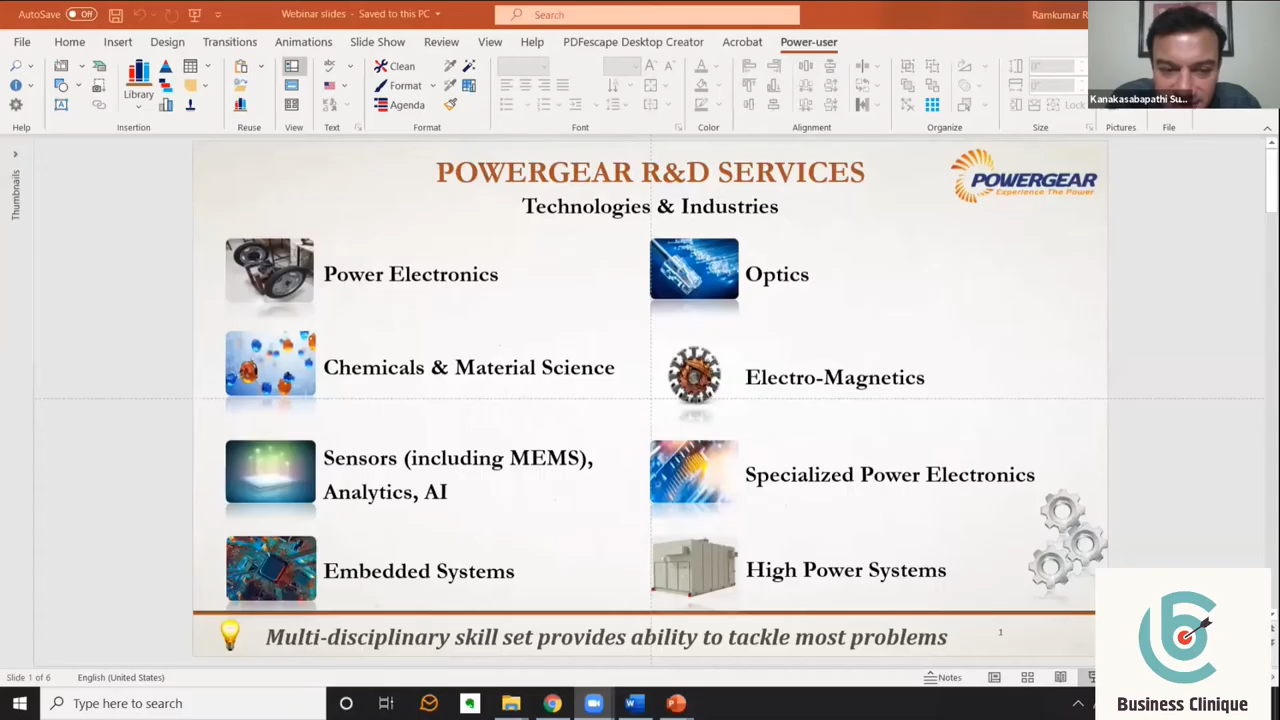 AutoSave Off
Webinar slides - Saved to this PC
Search
Ramkumar R
File Home Insert Design Transitions Animations Slide Show Review View Help PDFescape Desktop Creator Acrobat Power-user
Library
Clean
Format
Agenda
0"
0"
Lock
Help Insertion Reuse View Text Format Font Color Alignment Organize Size Pictures File
Kanakasabapathi Su...
Thumbnails
POWERGEAR R&D SERVICES
Technologies & Industries
POWERGEAR
Experience The Power
Power Electronics
Optics
Chemicals & Material Science
Electro-Magnetics
Sensors (including MEMS),
Analytics, AI
Specialized Power Electronics
Embedded Systems
High Power Systems
Multi-disciplinary skill set provides ability to tackle most problems
1
Slide 1 of 6
English (United States)
Notes
Type here to search
Business Clinique